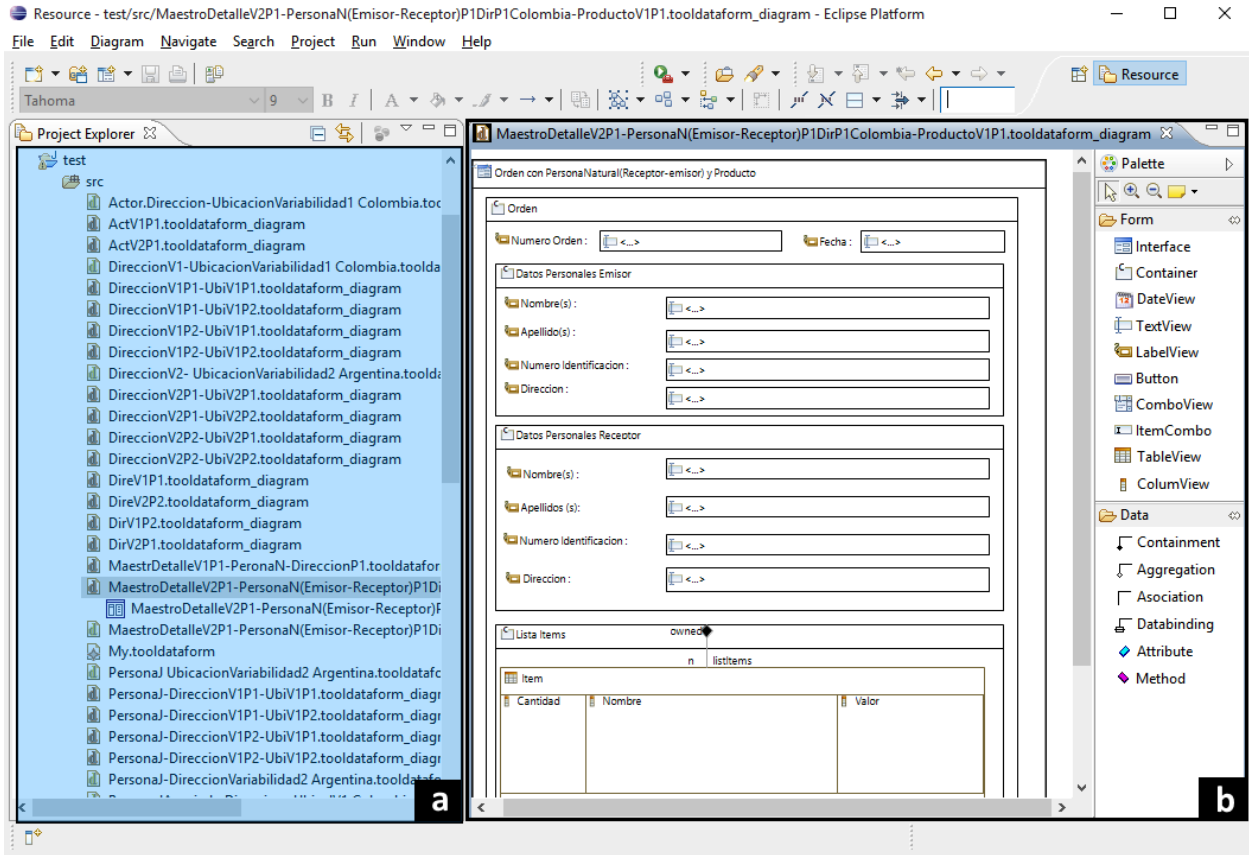 Resource - test/src/MaestroDetalleV2P1-PersonaN(Emisor-Receptor)P1DirP1Colombia-ProductoV1P1.tooldataform_diagram - Eclipse Platform
File Edit Diagram Navigate Search Project Run Window Help
Resource
Tahoma 9 B I A
Project Explorer
test
src
Actor.Direccion-UbicacionVariabilidad1 Colombia.toc
ActV1P1.tooldataform_diagram
ActV2P1.tooldataform_diagram
DireccionV1-UbicacionVariabilidad1 Colombia.toolda
DireccionV1P1-UbiV1P1.tooldataform_diagram
DireccionV1P1-UbiV1P2.tooldataform_diagram
DireccionV1P2-UbiV1P1.tooldataform_diagram
DireccionV1P2-UbiV1P2.tooldataform_diagram
DireccionV2- UbicacionVariabilidad2 Argentina.toolda
DireccionV2P1-UbiV2P1.tooldataform_diagram
DireccionV2P1-UbiV2P2.tooldataform_diagram
DireccionV2P2-UbiV2P1.tooldataform_diagram
DireccionV2P2-UbiV2P2.tooldataform_diagram
DireV1P1.tooldataform_diagram
DireV2P2.tooldataform_diagram
DirV1P2.tooldataform_diagram
DirV2P1.tooldataform_diagram
MaestrDetalleV1P1-PeronaN-DireccionP1.tooldatafor
MaestroDetalleV2P1-PersonaN(Emisor-Receptor)P1Di
MaestroDetalleV2P1-PersonaN(Emisor-Receptor)F
MaestroDetalleV2P1-PersonaN(Emisor-Receptor)P1Di
My.tooldataform
PersonaJ UbicacionVariabilidad2 Argentina.tooldatafc
PersonaJ-DireccionV1P1-UbiV1P1.tooldataform_diagr
PersonaJ-DireccionV1P1-UbiV1P2.tooldataform_diagr
PersonaJ-DireccionV1P2-UbiV1P1.tooldataform_diagr
PersonaJ-DireccionV1P2-UbiV1P2.tooldataform_diagr
PersonaJ-DireccionVariabilidad2 Argentina.tooldatafo
a
MaestroDetalleV2P1-PersonaN(Emisor-Receptor)P1DirP1Colombia-ProductoV1P1.tooldataform_diagram
Orden con PersonaNatural(Receptor-emisor) y Producto
Orden
Numero Orden : <...> Fecha : <...>
Datos Personales Emisor
Nombre(s) : <...>
Apellido(s) : <...>
Numero Identificacion : <...>
Direccion : <...>
Datos Personales Receptor
Nombre(s) : <...>
Apellidos (s): <...>
Numero Identificacion : <...>
Direccion : <...>
Lista Items owned
n listItems
Item
Cantidad Nombre Valor
Palette
Form
Interface
Container
DateView
TextView
LabelView
Button
ComboView
ItemCombo
TableView
ColumView
Data
Containment
Aggregation
Asociation
Databinding
Attribute
Method
b